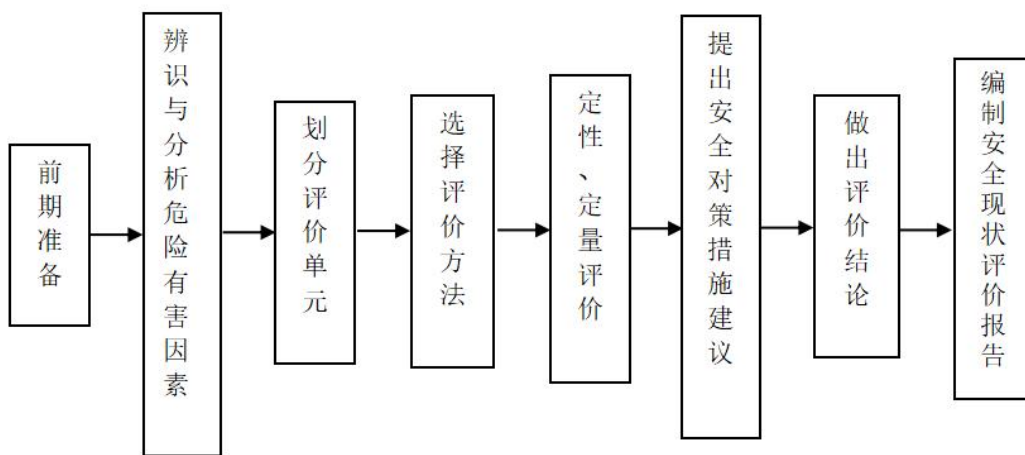 前期准备
辨识与分析危险有害因素
划分评价单元
选择评价方法
定性、定量评价
提出安全对策措施建议
做出评价结论
编制安全现状评价报告